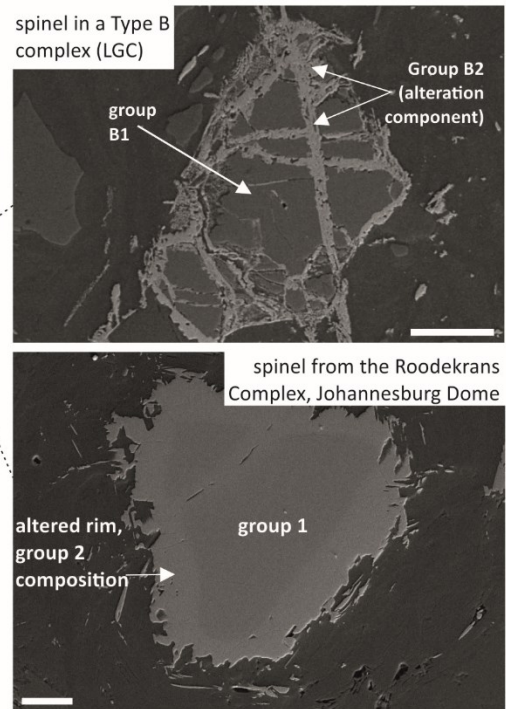 spinel in a Type B
complex (LGC)
Group B2
(alteration
component)
group
B1
spinel from the Roodekrans
Complex, Johannesburg Dome
altered rim,
group 2
composition
group 1